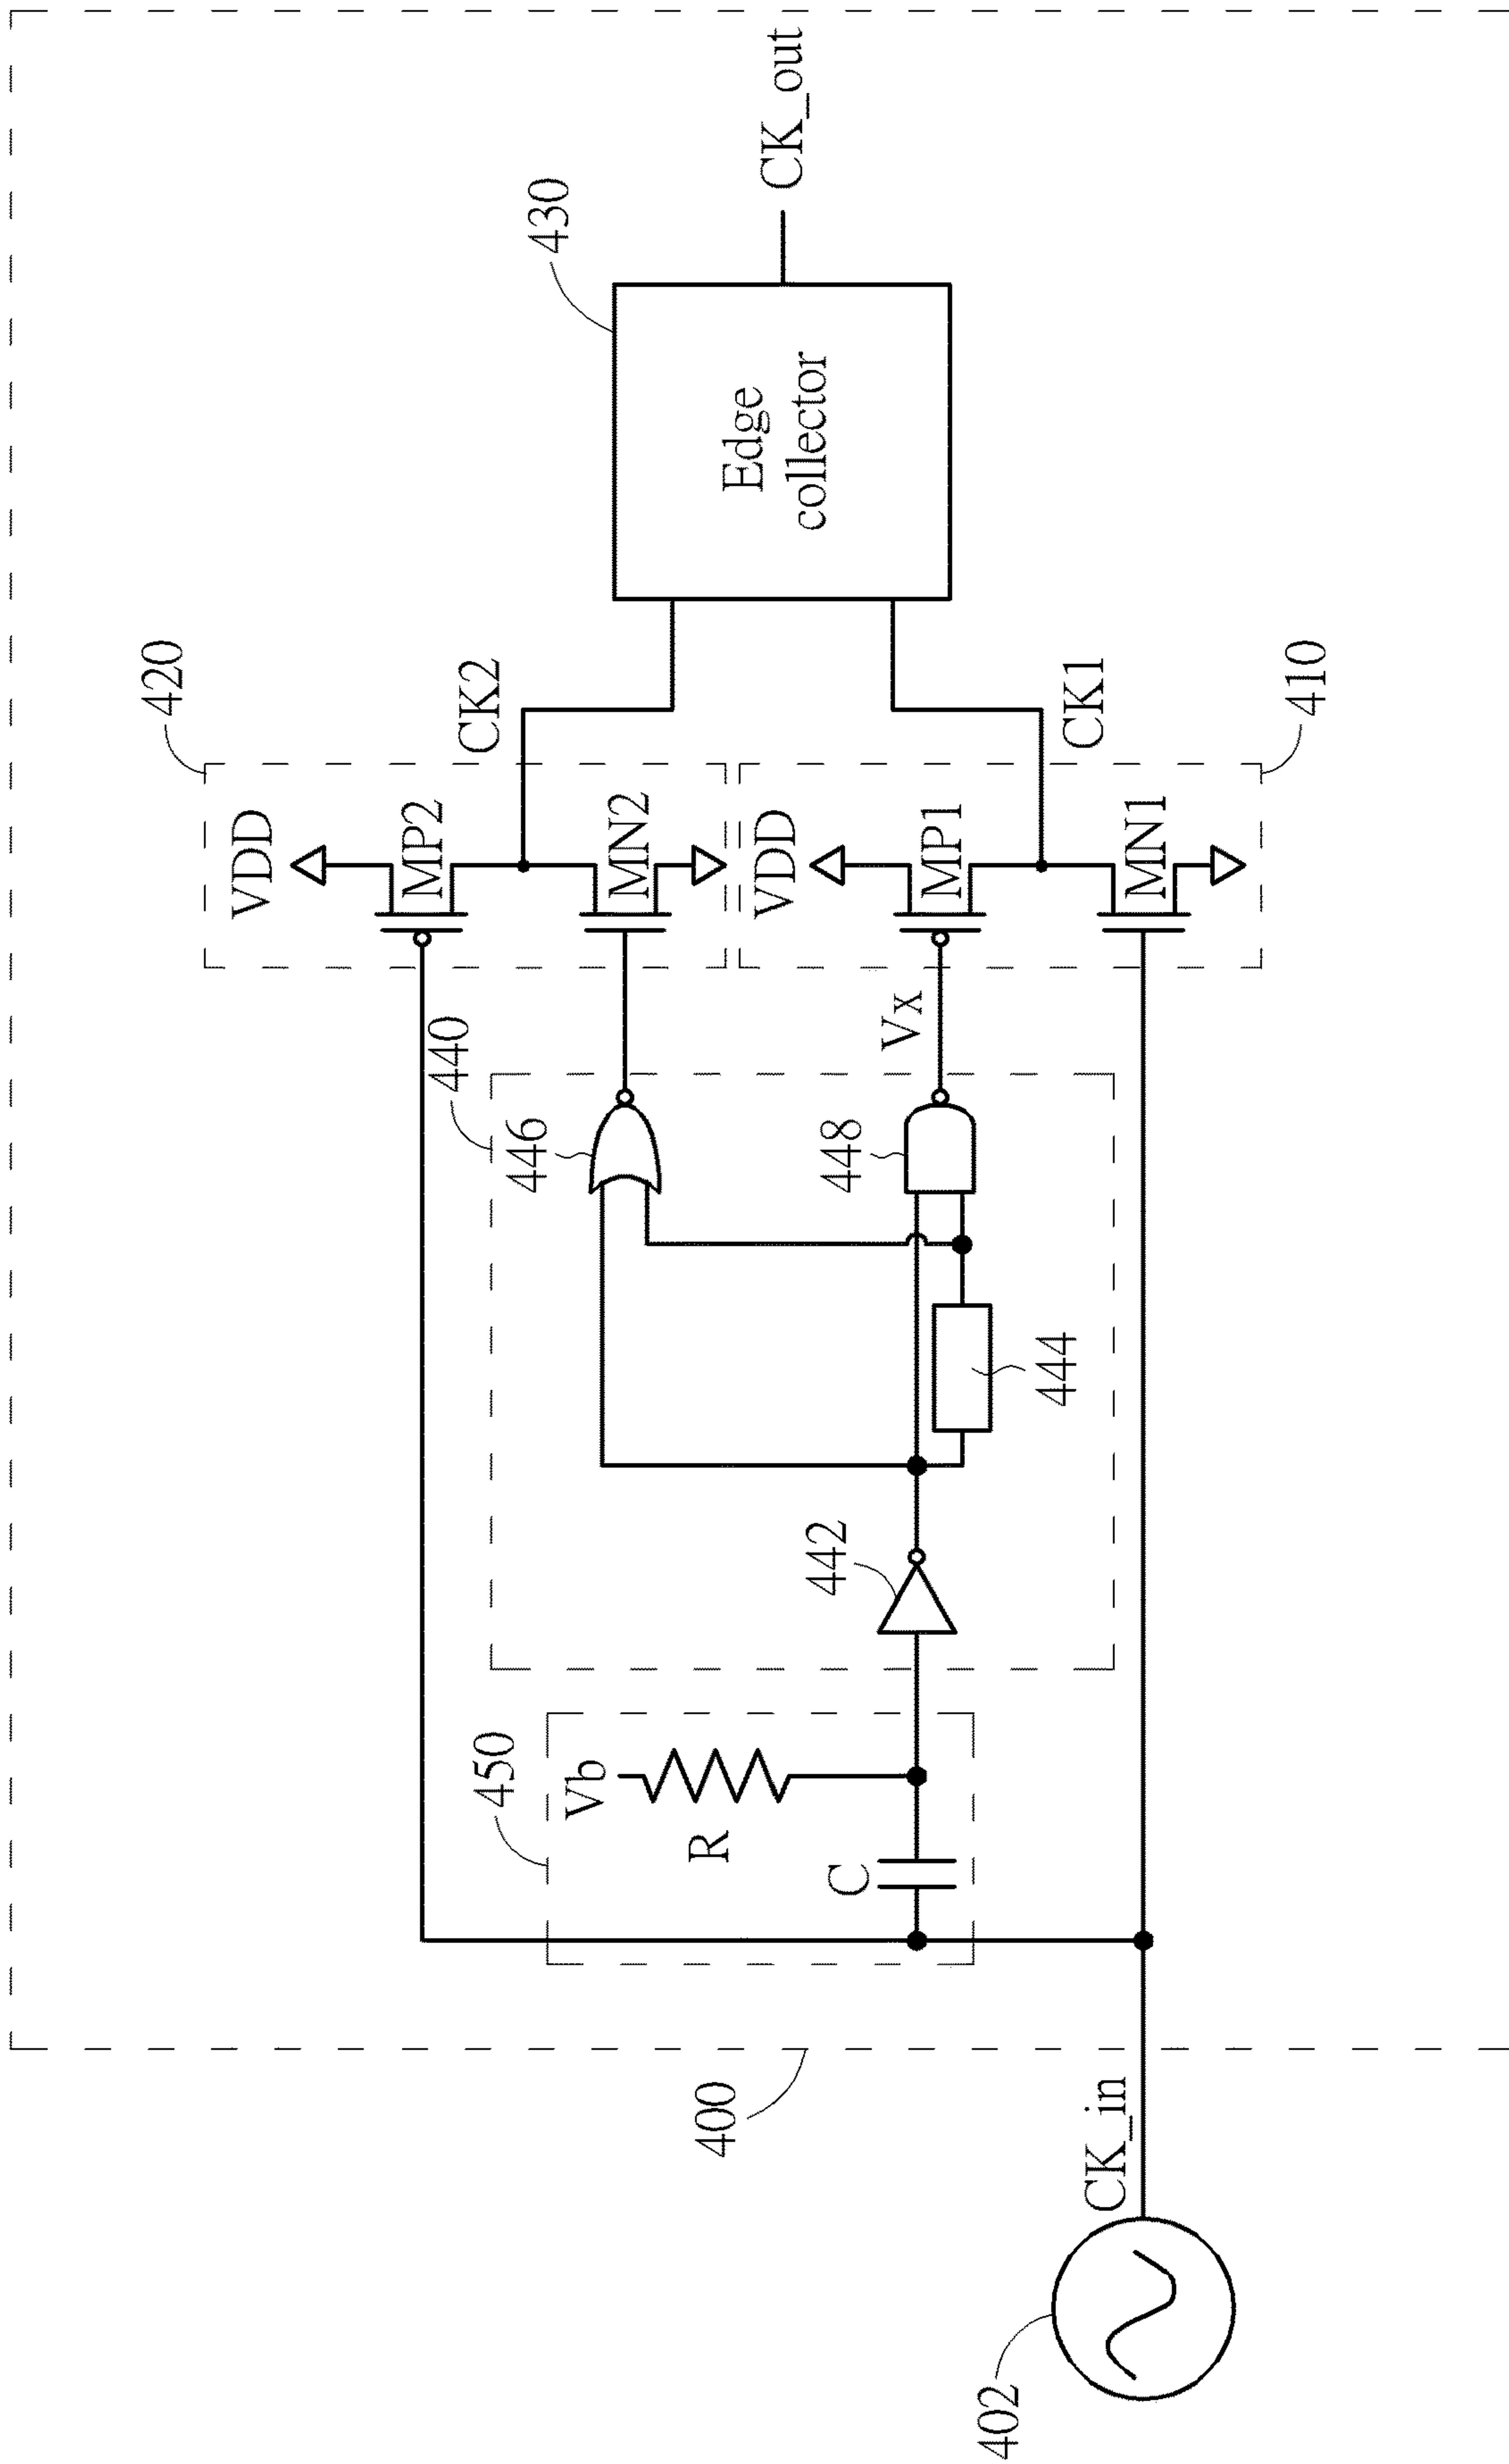 400
402
CK_in
450
Vb
R
C
440
442
444
446
448
Vx
420
VDD
MP2
MN2
CK2
VDD
MP1
MN1
CK1
410
430
Edge
collector
CK_out